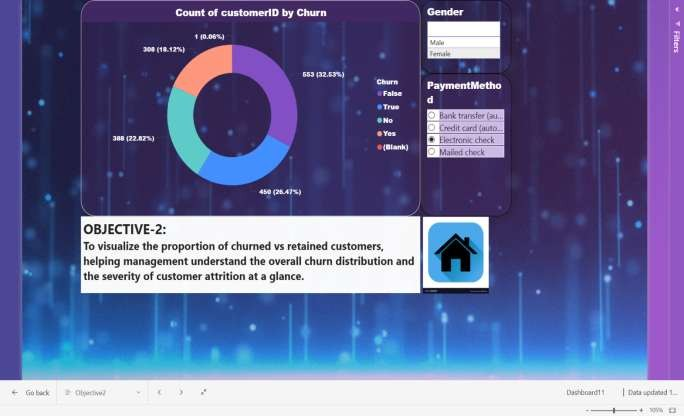 Count of customerID by Churn
1 (0.06%)
308 (18.12%)
553 (32.53%)
388 (22.82%)
450 (26.47%)
Churn
False
True
No
Yes
(Blank)
Gender
Male
Female
PaymentMetho
d
Bank transfer (au...
Credit card (auto...
Electronic check
Mailed check
Filters
OBJECTIVE-2:
To visualize the proportion of churned vs retained customers,
helping management understand the overall churn distribution and
the severity of customer attrition at a glance.
Go back
Objective2
Dashboard11
Data updated 1...
- + 105%